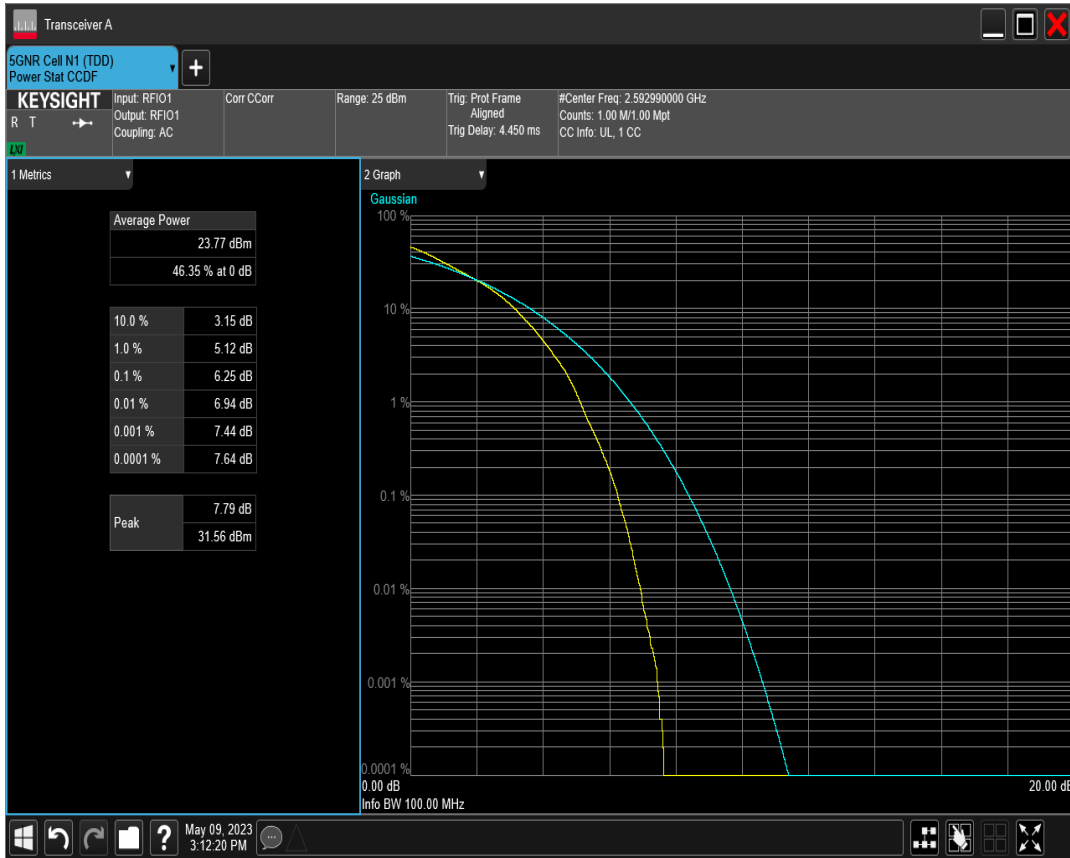 Transceiver A
5GNR Cell N1 (TDD)
Power Stat CCDF
+
KEYSIGHT
R T
LXI
Input: RFIO1
Output: RFIO1
Coupling: AC
Corr CCorr
Range: 25 dBm
Trig: Prot Frame
Aligned
Trig Delay: 4.450 ms
#Center Freq: 2.592990000 GHz
Counts: 1.00 M/1.00 Mpt
CC Info: UL, 1 CC
1 Metrics
Average Power
23.77 dBm
46.35 % at 0 dB
10.0 % 3.15 dB
1.0 % 5.12 dB
0.1 % 6.25 dB
0.01 % 6.94 dB
0.001 % 7.44 dB
0.0001 % 7.64 dB
Peak
7.79 dB
31.56 dBm
2 Graph
Gaussian
100 %
10 %
1 %
0.1 %
0.01 %
0.001 %
0.0001 %
0.00 dB
20.00 dB
Info BW 100.00 MHz
?
May 09, 2023
3:12:20 PM